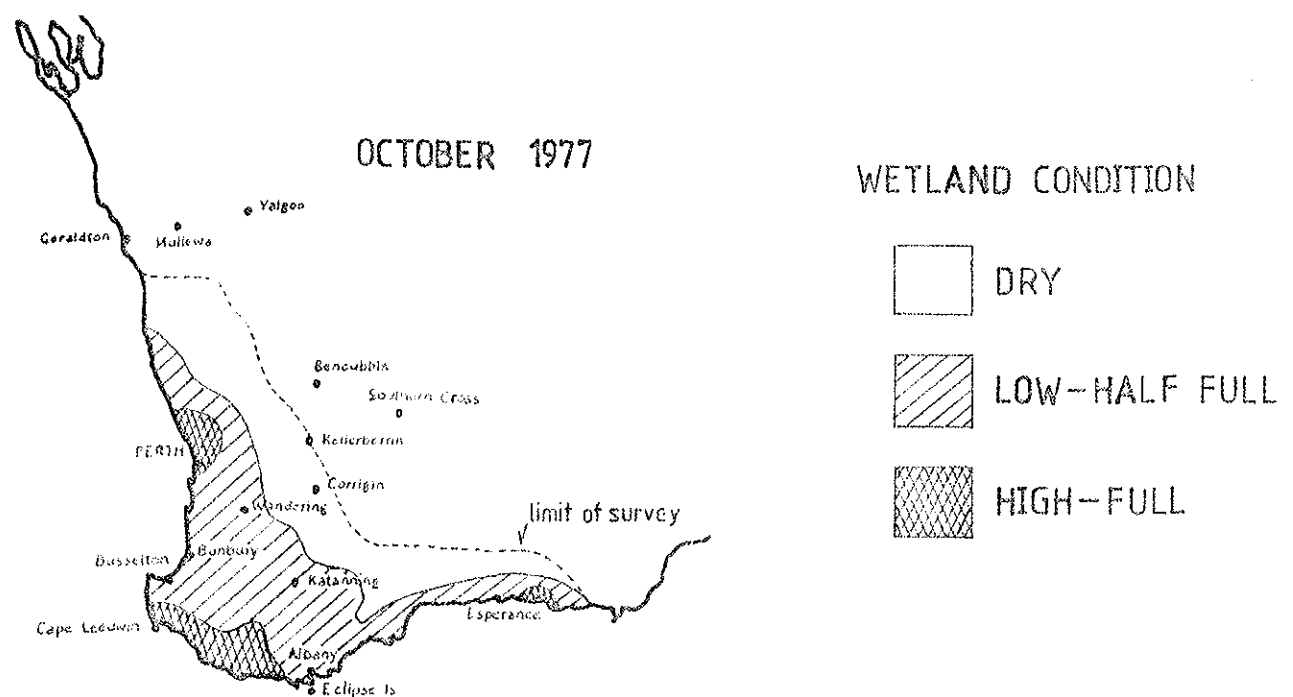 OCTOBER 1977
Yalgoo
Geraldton
Mullewa
Bencubbin
Southern Cross
PERTH
Kellerberrin
Corrigin
Wandering
limit of survey
Busselton
Bunbury
Katanning
Esperance
Cape Leeuwin
Albany
Eclipse Is
WETLAND CONDITION
DRY
LOW-HALF FULL
HIGH-FULL